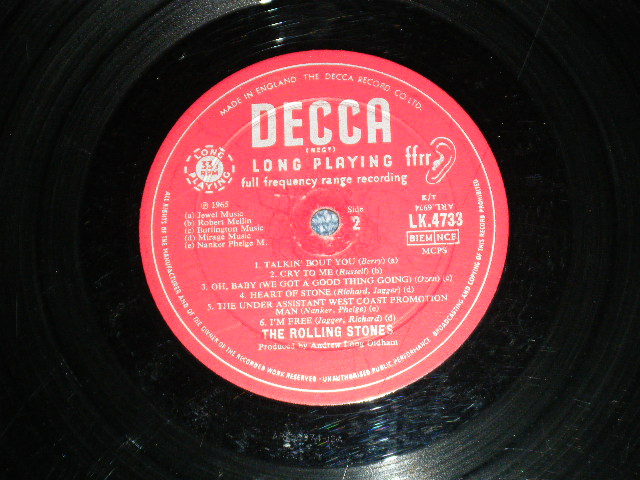 MADE IN ENGLAND. THE DECCA RECORD CO. LTD.
DECCA
(REGD)
LONG PLAYING ffrr
full frequency range recording
LONG PLAYING
33⅓
RPM
℗ 1965
(a) Jewel Music
(b) Robert Mellin
(c) Burlington Music
(d) Mirage Music
(e) Nanker Phelge M.
Side
2
K/T
ARL.6974
LK.4733
BIEM NCB
MCPS
1. TALKIN' BOUT YOU (Berry) (a)
2. CRY TO ME (Russell) (b)
3. OH, BABY (WE GOT A GOOD THING GOING) (Ozen) (c)
4. HEART OF STONE (Richard, Jagger) (d)
5. THE UNDER ASSISTANT WEST COAST PROMOTION
MAN (Nanker, Phelge) (e)
6. I'M FREE (Jagger, Richard) (d)
THE ROLLING STONES
Produced by Andrew Loog Oldham
ALL RIGHTS OF THE MANUFACTURER AND OF THE OWNER OF THE RECORDED WORK RESERVED · UNAUTHORISED PUBLIC PERFORMANCE BROADCASTING AND COPYING OF THIS RECORD PROHIBITED